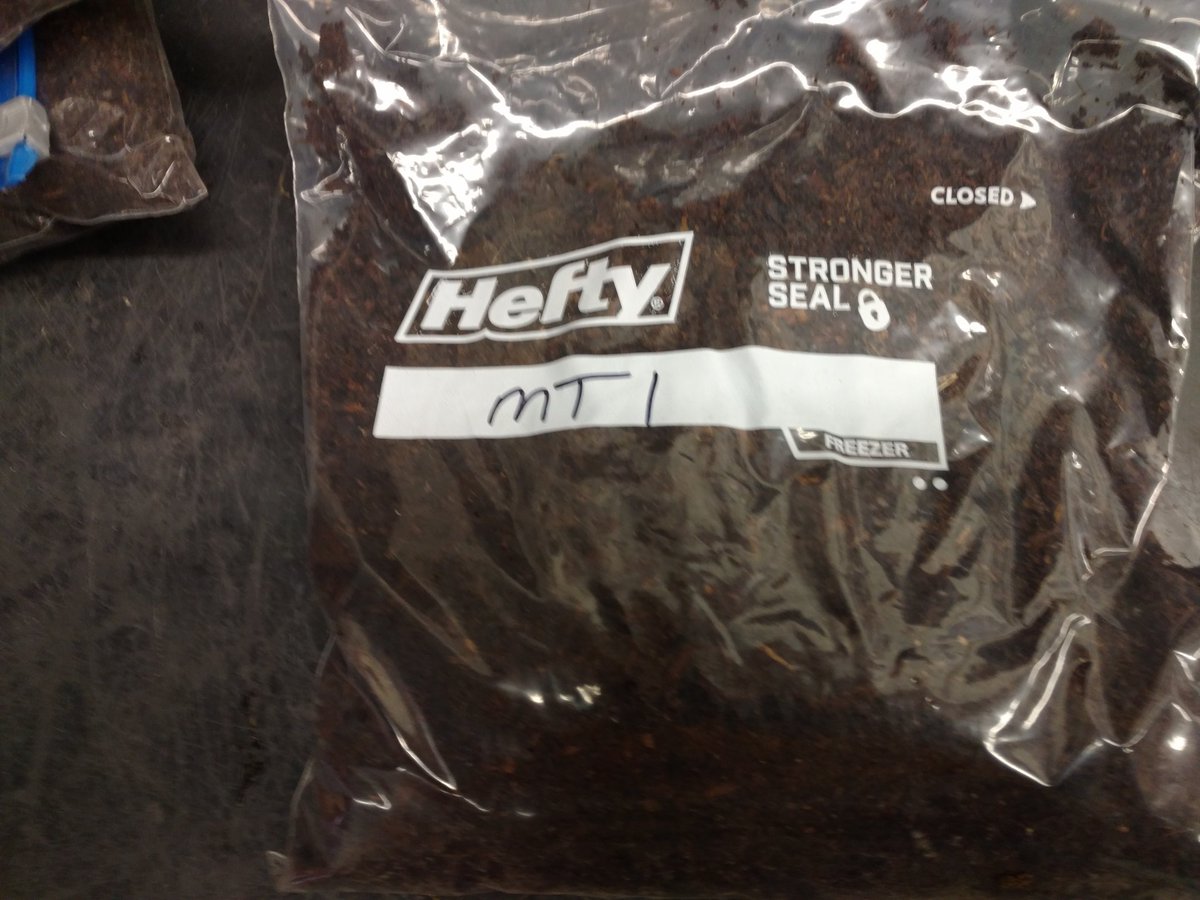 CLOSED
Hefty®
STRONGER
SEAL
MT 1
FREEZER